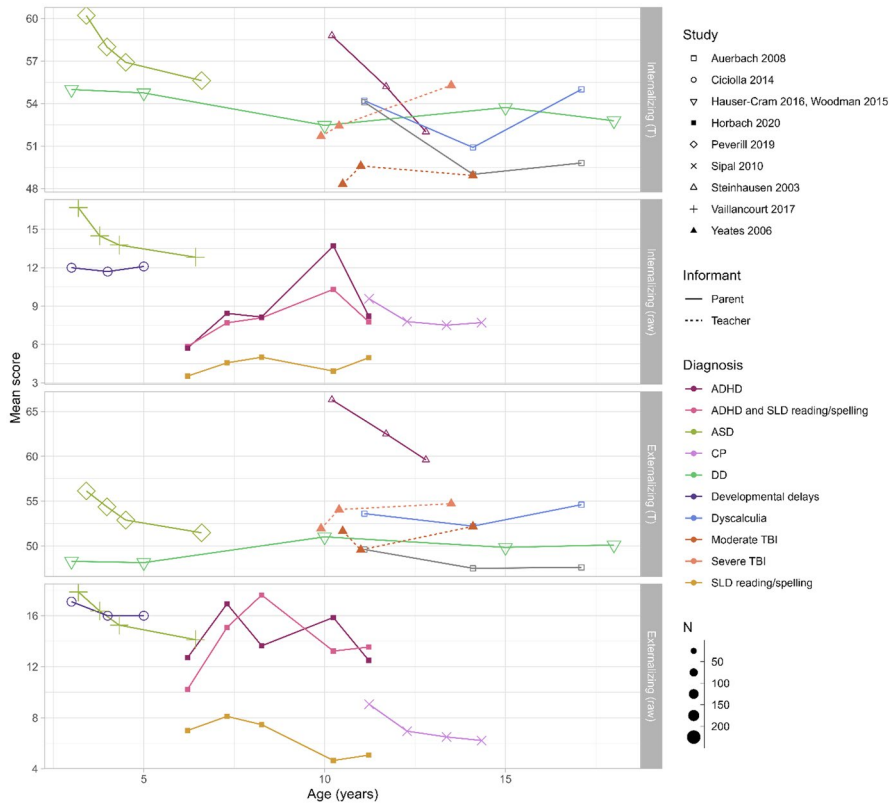 60
57
54
51
48
Internalizing (T)
15
12
9
6
3
Internalizing (raw)
Mean score
65
60
55
50
Externalizing (T)
16
12
8
4
Externalizing (raw)
5
10
15
Age (years)
Study
Auerbach 2008
Ciciolla 2014
Hauser-Cram 2016, Woodman 2015
Horbach 2020
Peverill 2019
Sipal 2010
Steinhausen 2003
Vaillancourt 2017
Yeates 2006
Informant
Parent
Teacher
Diagnosis
ADHD
ADHD and SLD reading/spelling
ASD
CP
DD
Developmental delays
Dyscalculia
Moderate TBI
Severe TBI
SLD reading/spelling
N
50
100
150
200